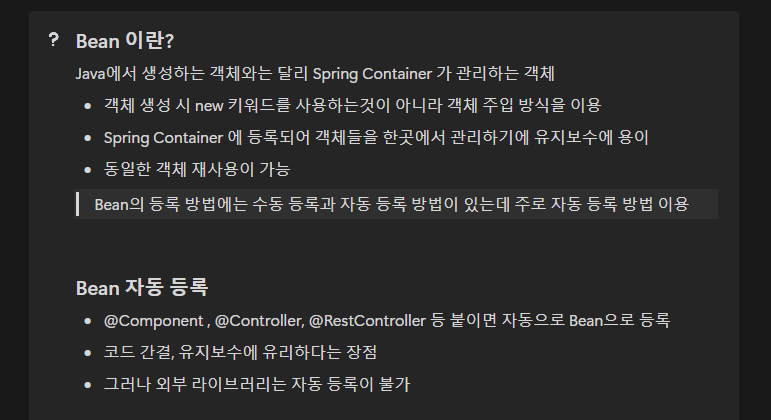 ? Bean 이란?
Java에서 생성하는 객체와는 달리 Spring Container 가 관리하는 객체
• 객체 생성 시 new 키워드를 사용하는것이 아니라 객체 주입 방식을 이용
• Spring Container 에 등록되어 객체들을 한곳에서 관리하기에 유지보수에 용이
• 동일한 객체 재사용이 가능
Bean의 등록 방법에는 수동 등록과 자동 등록 방법이 있는데 주로 자동 등록 방법 이용
Bean 자동 등록
• @Component , @Controller, @RestController 등 붙이면 자동으로 Bean으로 등록
• 코드 간결, 유지보수에 유리하다는 장점
• 그러나 외부 라이브러리는 자동 등록이 불가